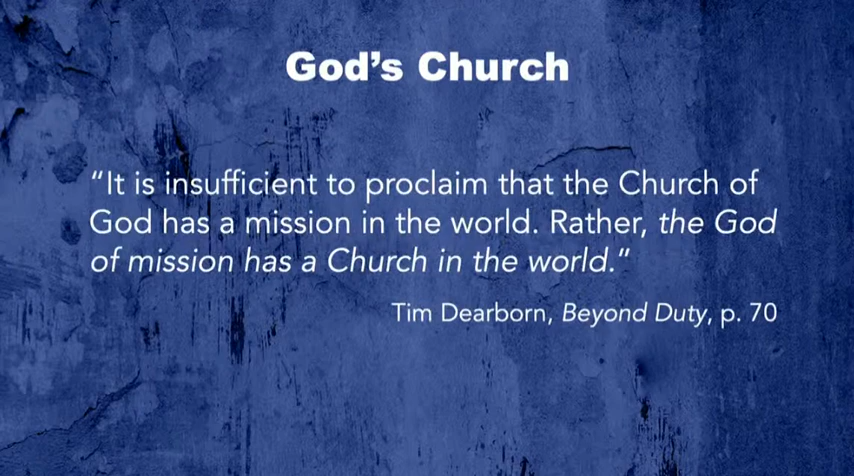 God’s Church
“It is insufficient to proclaim that the Church of
God has a mission in the world. Rather, the God
of mission has a Church in the world.”
Tim Dearborn, Beyond Duty, p. 70